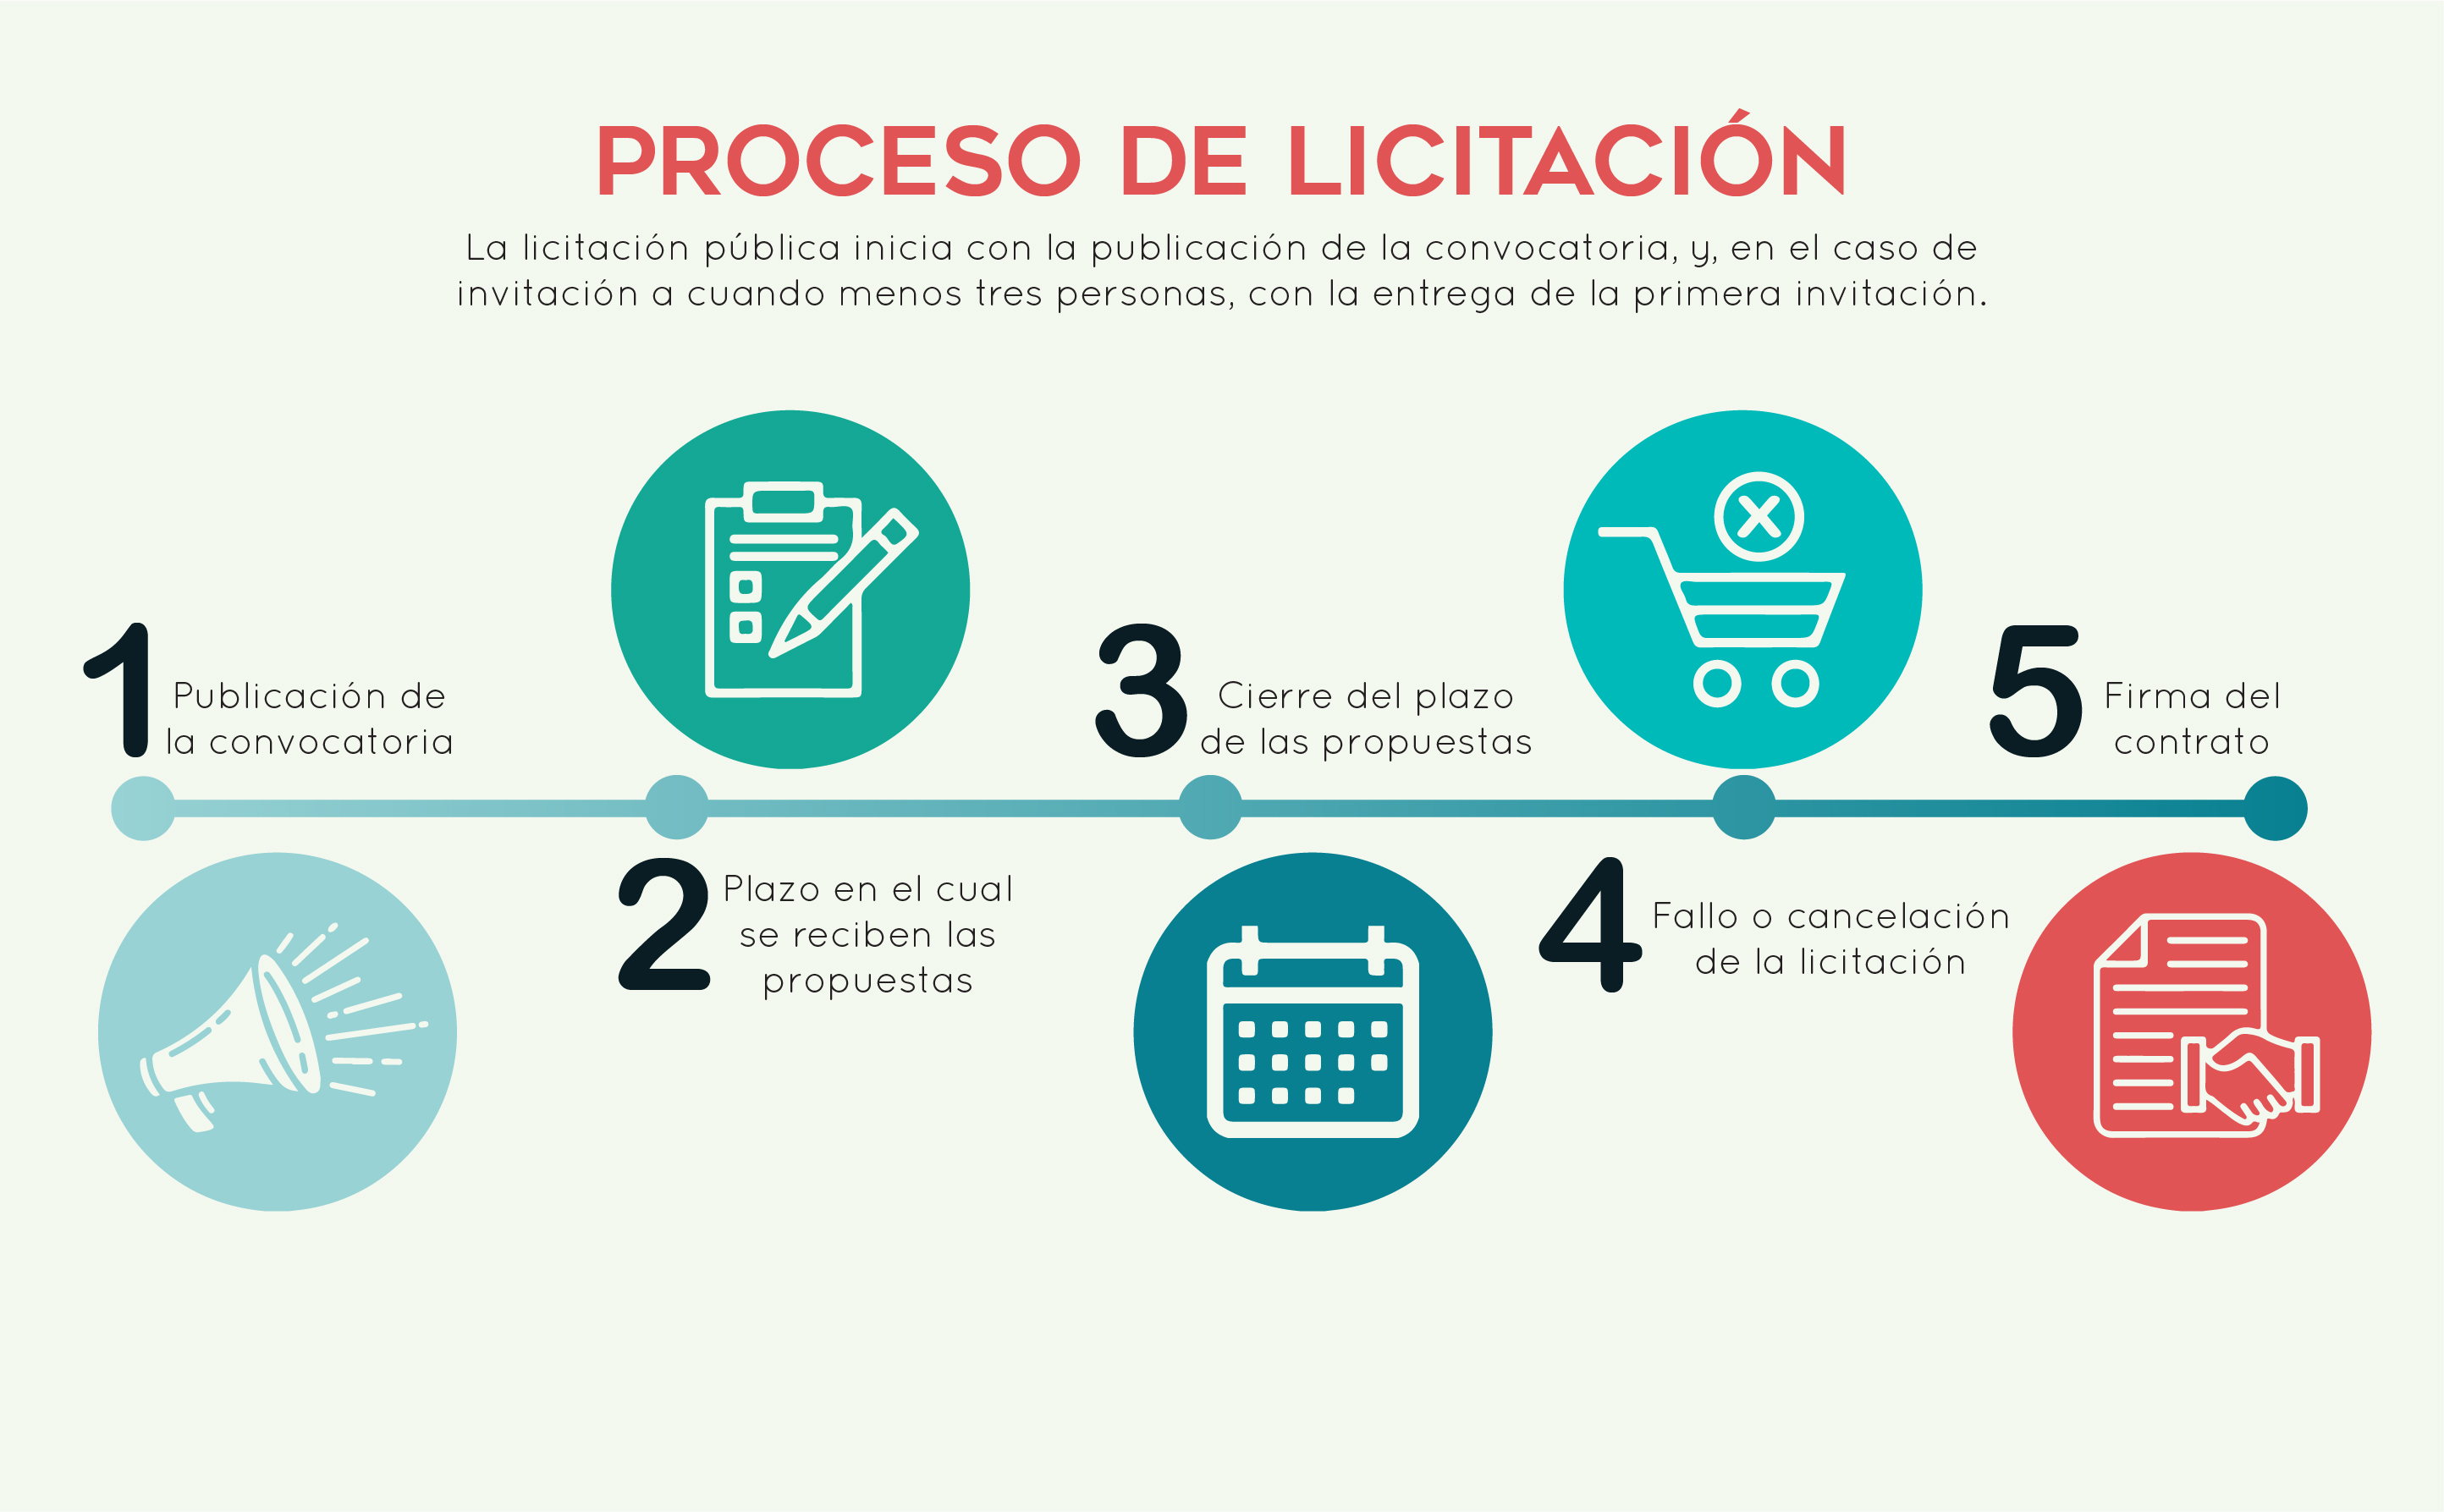 PROCESO DE LICITACIÓN
La licitación pública inicia con la publicación de la convocatoria, y, en el caso de
invitación a cuando menos tres personas, con la entrega de la primera invitación.
1
Publicación de
la convocatoria
2
Plazo en el cual
se reciben las
propuestas
3
Cierre del plazo
de las propuestas
4
Fallo o cancelación
de la licitación
5
Firma del
contrato